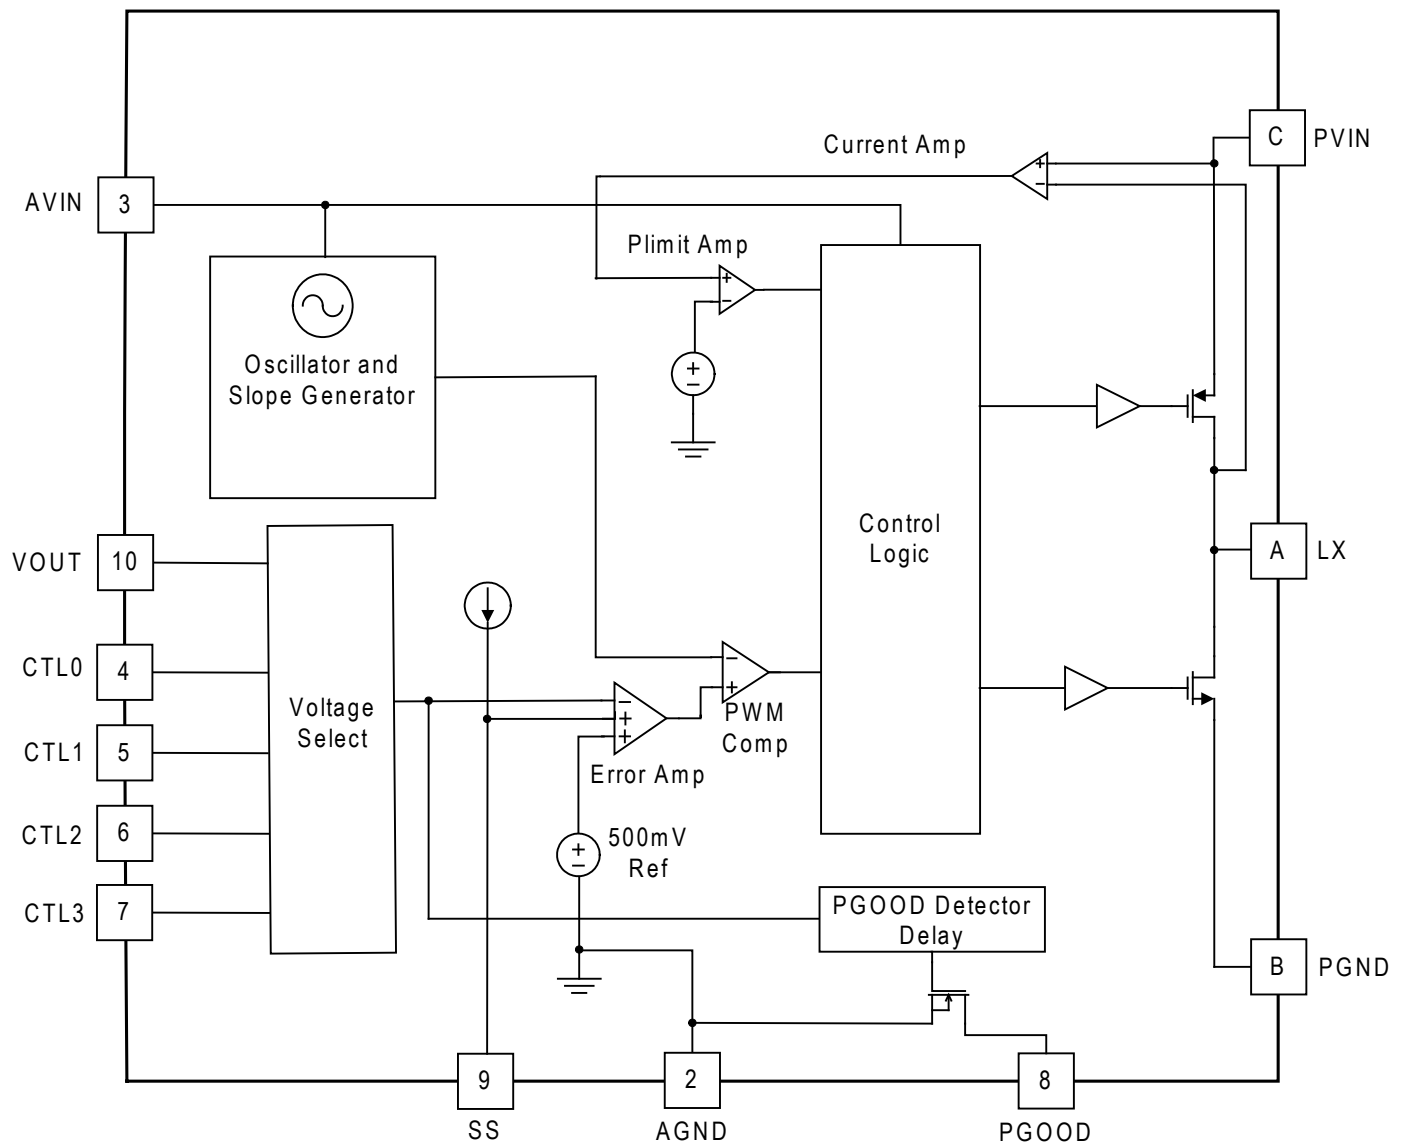 C
PVIN
Current Amp
+
−
AVIN
3
Plimit Amp
+
−
Oscillator and
Slope Generator
+
−
Control
Logic
VOUT
10
A
LX
CTL0
4
−
+
Voltage
Select
−
+
+
PWM
Comp
CTL1
5
Error Amp
CTL2
6
+
−
500mV
Ref
CTL3
7
PGOOD Detector
Delay
B
PGND
9
2
8
SS
AGND
PGOOD